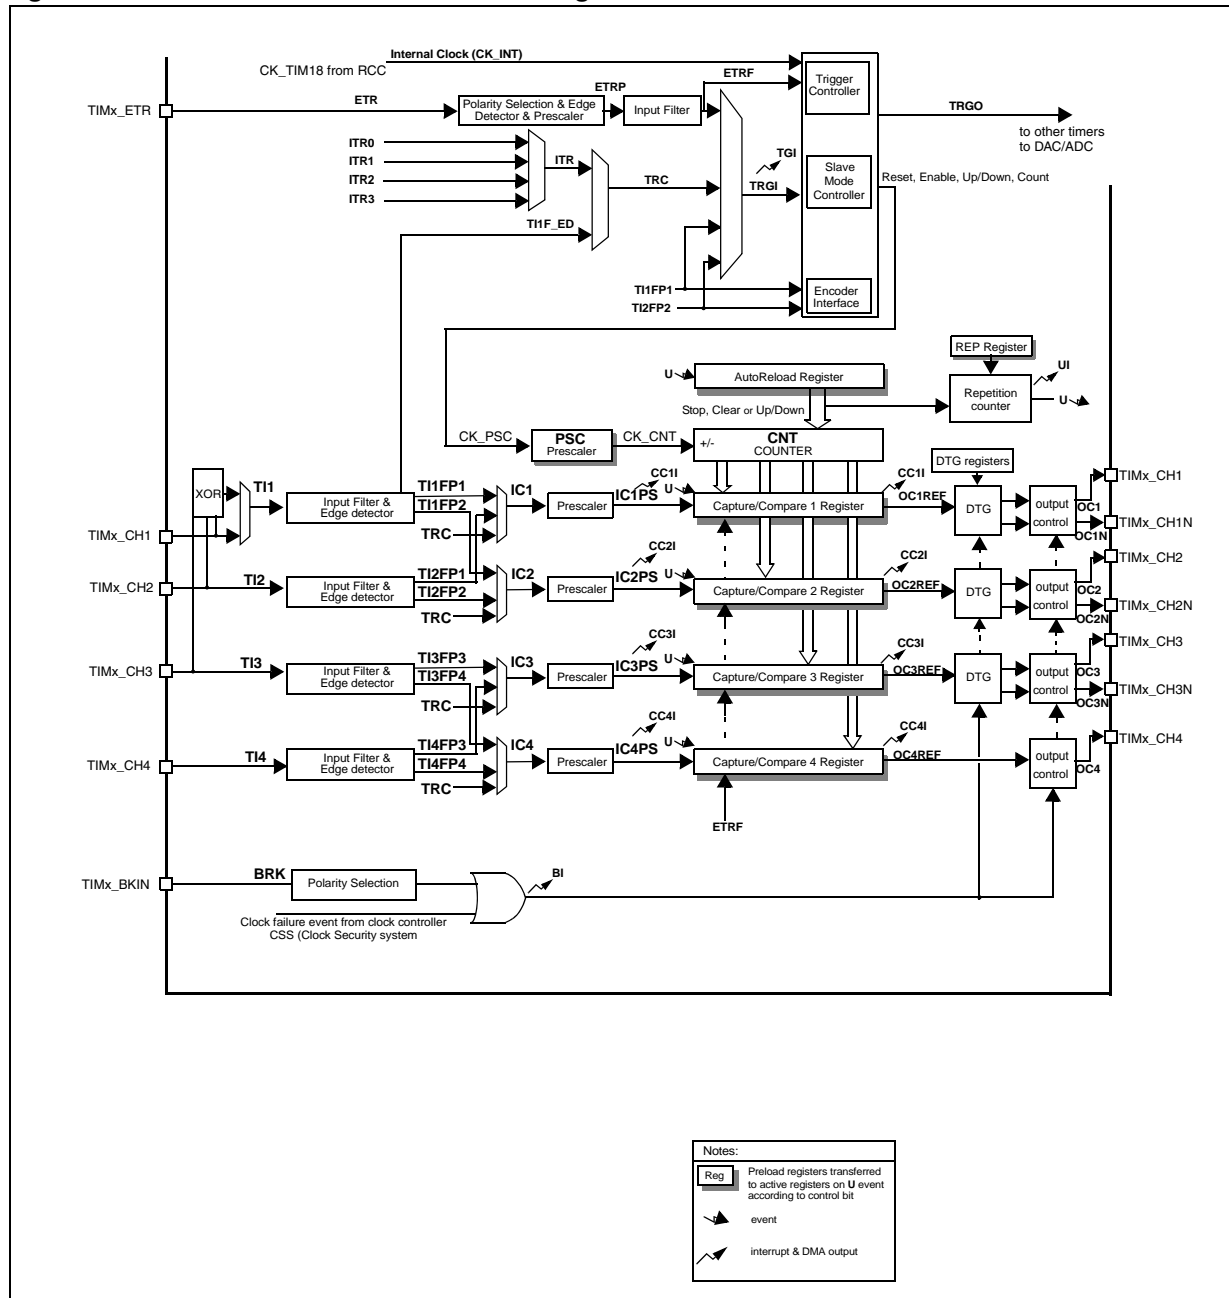 Internal Clock (CK_INT)
CK_TIM18 from RCC
ETRF
Trigger
Controller
TIMx_ETR
ETR
Polarity Selection & Edge
Detector & Prescaler
ETRP
Input Filter
TRGO
to other timers
to DAC/ADC
ITR0
ITR1
ITR2
ITR3
ITR
TI1F_ED
TRC
TGI
TRGI
Slave
Mode
Controller
Reset, Enable, Up/Down, Count
TI1FP1
TI2FP2
Encoder
Interface
REP Register
U
AutoReload Register
UI
Repetition
counter
U
Stop, Clear or Up/Down
CK_PSC
PSC
Prescaler
CK_CNT
+/-
CNT
COUNTER
DTG registers
XOR
TI1
Input Filter &
Edge detector
TI1FP1
TI1FP2
TRC
IC1
Prescaler
CC1I
IC1PS
U
Capture/Compare 1 Register
CC1I
OC1REF
DTG
output
control
OC1
OC1N
TIMx_CH1
TIMx_CH1N
TIMx_CH1
TIMx_CH2
TI2
Input Filter &
Edge detector
TI2FP1
TI2FP2
TRC
IC2
Prescaler
CC2I
IC2PS
U
Capture/Compare 2 Register
CC2I
OC2REF
DTG
output
control
OC2
OC2N
TIMx_CH2
TIMx_CH2N
TIMx_CH3
TI3
Input Filter &
Edge detector
TI3FP3
TI3FP4
TRC
IC3
Prescaler
CC3I
IC3PS
U
Capture/Compare 3 Register
CC3I
OC3REF
DTG
output
control
OC3
OC3N
TIMx_CH3
TIMx_CH3N
TIMx_CH4
TI4
Input Filter &
Edge detector
TI4FP3
TI4FP4
TRC
IC4
Prescaler
CC4I
IC4PS
U
Capture/Compare 4 Register
CC4I
OC4REF
output
control
OC4
TIMx_CH4
ETRF
TIMx_BKIN
BRK
Polarity Selection
BI
Clock failure event from clock controller
CSS (Clock Security system
Notes:
Reg
Preload registers transferred
to active registers on U event
according to control bit
event
interrupt & DMA output